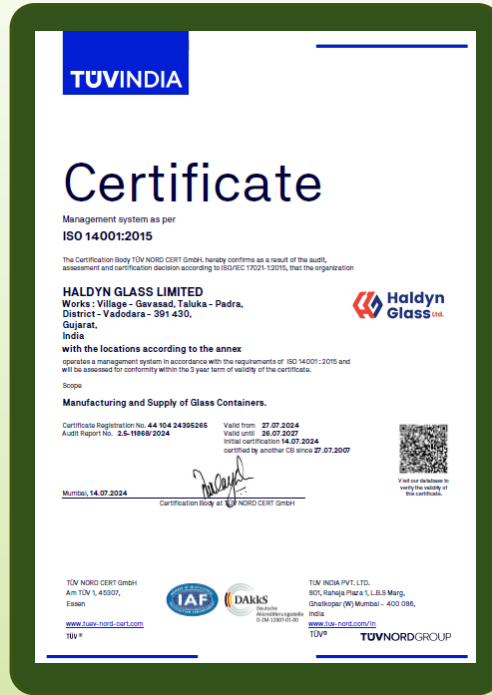 TÜVINDIA
Certificate
Management system as per
ISO 14001:2015
The Certification Body TÜV NORD CERT GmbH. hereby confirms as a result of the audit,
assessment and certification decision according to ISO/IEC 17021-1:2015, that the organization
HALDYN GLASS LIMITED
Works : Village - Gavasad, Taluka - Padra,
District - Vadodara - 391 430,
Gujarat,
India
Haldyn
Glass Ltd.
with the locations according to the annex
operates a management system in accordance with the requirements of ISO 14001 : 2015 and
will be assessed for conformity within the 3 year term of validity of the certificate.
Scope
Manufacturing and Supply of Glass Containers.
Certificate Registration No. 44 104 24395265
Audit Report No. 2.5-11868/2024
Valid from 27.07.2024
Valid until 26.07.2027
Initial certification 14.07.2024
certified by another CB since 27.07.2007
Visit our database to
verify the validity of
this certificate.
Mumbai, 14.07.2024
Certification Body at TÜV NORD CERT GmbH
TÜV NORD CERT GmbH
Am TÜV 1, 45307,
Essen
www.tuev-nord-cert.com
TÜV ®
IAF
DAkkS
Deutsche
Akkreditierungsstelle
D-ZM-12007-01-00
TUV INDIA PVT. LTD.
801, Raheja Plaza 1, L.B.S Marg,
Ghatkopar (W) Mumbai - 400 086,
India
www.tuv-nord.com/in
TÜV®
TÜVNORDGROUP